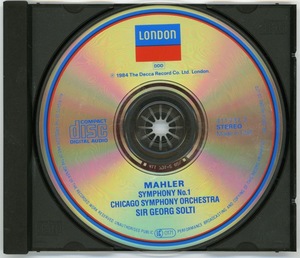 LONDON
DDD
℗ 1984 The Decca Record Co. Ltd. London.
COMPACT
disc
DIGITAL AUDIO
STEREO
MAHLER
SYMPHONY No.1
CHICAGO SYMPHONY ORCHESTRA
SIR GEORG SOLTI